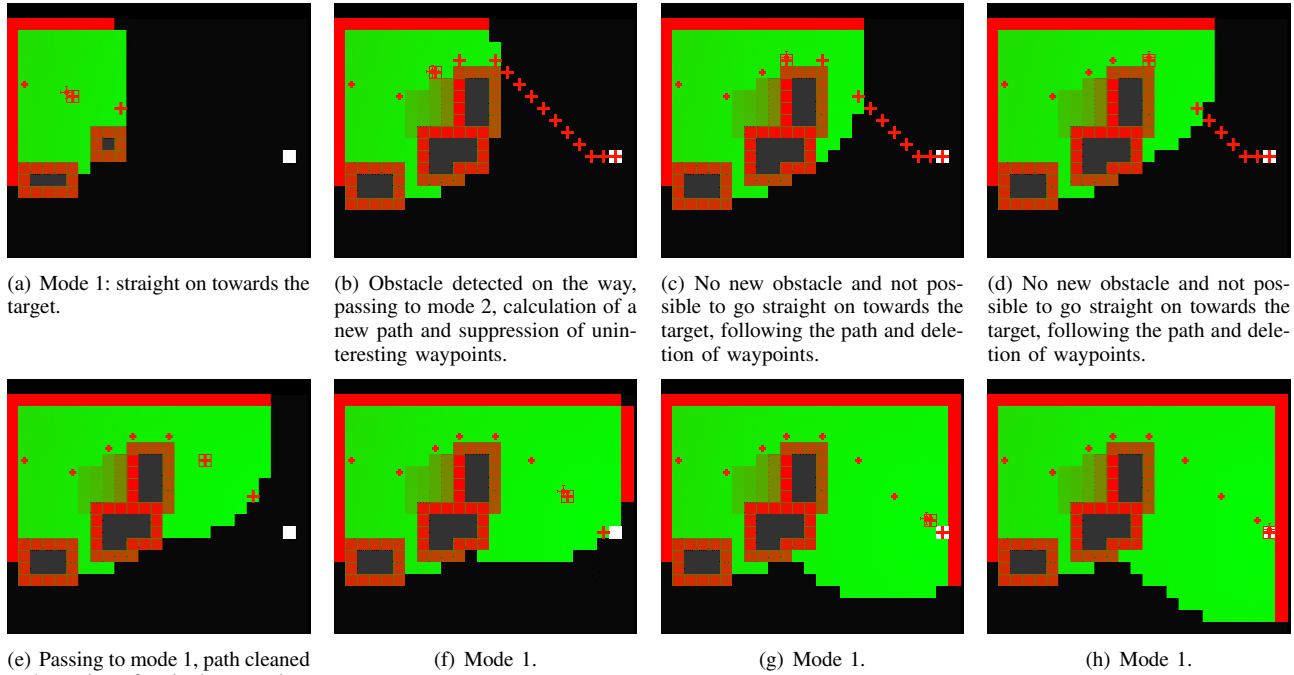 (a) Mode 1: straight on towards the
target.
(b) Obstacle detected on the way,
passing to mode 2, calculation of a
new path and suppression of unin-
teresting waypoints.
(c) No new obstacle and not pos-
sible to go straight on towards the
target, following the path and dele-
tion of waypoints.
(d) No new obstacle and not pos-
sible to go straight on towards the
target, following the path and dele-
tion of waypoints.
(e) Passing to mode 1, path cleaned
(f) Mode 1.
(g) Mode 1.
(h) Mode 1.